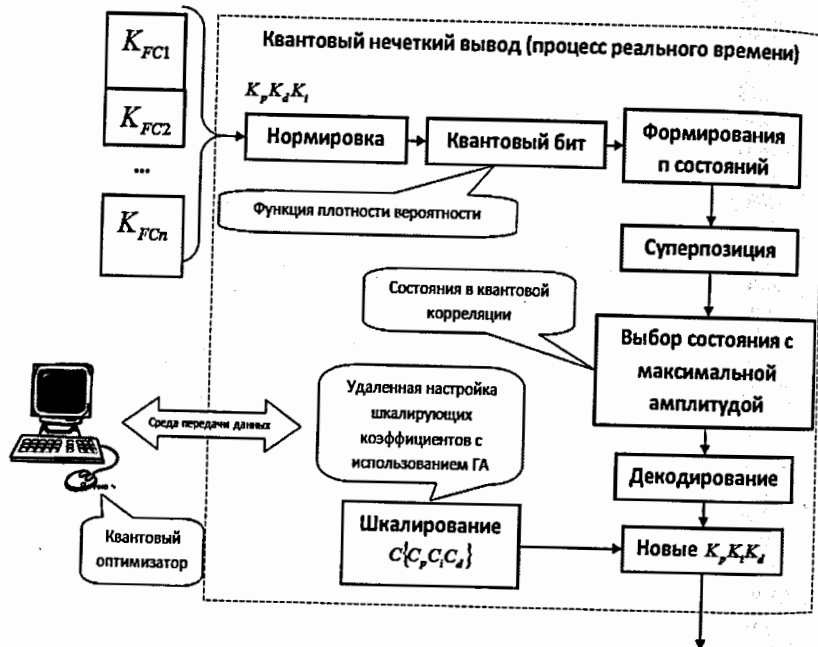 K_FC1
K_FC2
...
K_FCn
Квантовый нечеткий вывод (процесс реального времени)
K_p K_d K_i
Нормировка
Квантовый бит
Формирования
n состояний
Функция плотности вероятности
Суперпозиция
Состояния в квантовой
корреляции
Выбор состояния с
максимальной
амплитудой
Удаленная настройка
шкалирующих
коэффициентов с
использованием ГА
Среда передачи данных
Декодирование
Квантовый
оптимизатор
Шкалирование
C{C_p C_i C_d}
Новые K_p K_i K_d